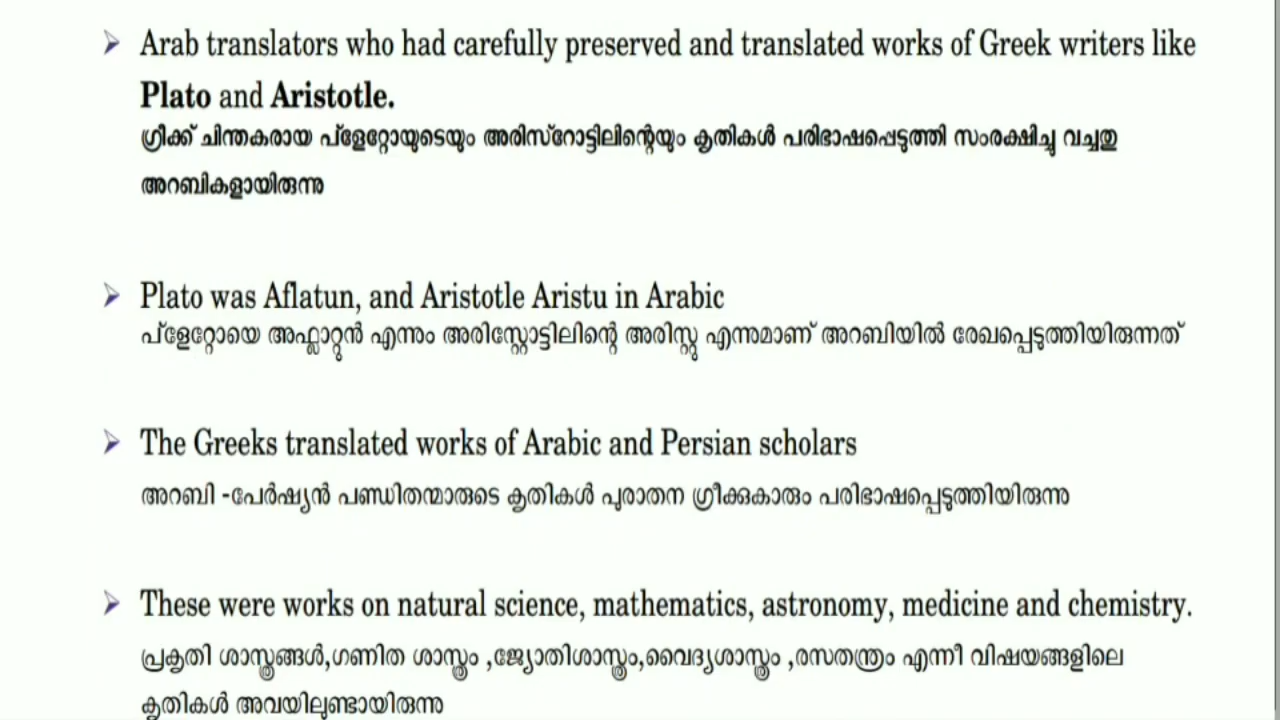 Arab translators who had carefully preserved and translated works of Greek writers like
Plato and Aristotle.
ഗ്രീക്ക് ചിന്തകരായ പ്ളേറ്റോയുടെയും അരിസ്റോട്ടിലിന്റെയും കൃതികൾ പരിഭാഷപ്പെടുത്തി സംരക്ഷിച്ചു വച്ചതു
അറബികളായിരുന്നു
Plato was Aflatun, and Aristotle Aristu in Arabic
പ്ളേറ്റോയെ അഫ്ലാറ്റുൻ എന്നും അരിസ്റ്റോട്ടിലിന്റെ അരിസ്റ്റു എന്നുമാണ് അറബിയിൽ രേഖപ്പെടുത്തിയിരുന്നത്
The Greeks translated works of Arabic and Persian scholars
അറബി -പേർഷ്യൻ പണ്ഡിതന്മാരുടെ കൃതികൾ പുരാതന ഗ്രീക്കുകാരും പരിഭാഷപ്പെടുത്തിയിരുന്നു
These were works on natural science, mathematics, astronomy, medicine and chemistry.
പ്രകൃതി ശാസ്ത്രങ്ങൾ,ഗണിത ശാസ്ത്രം ,ജ്യോതിശാസ്ത്രം,വൈദ്യശാസ്ത്രം ,രസതന്ത്രം എന്നീ വിഷയങ്ങളിലെ
കൃതികൾ അവയിലുണ്ടായിരുന്നു